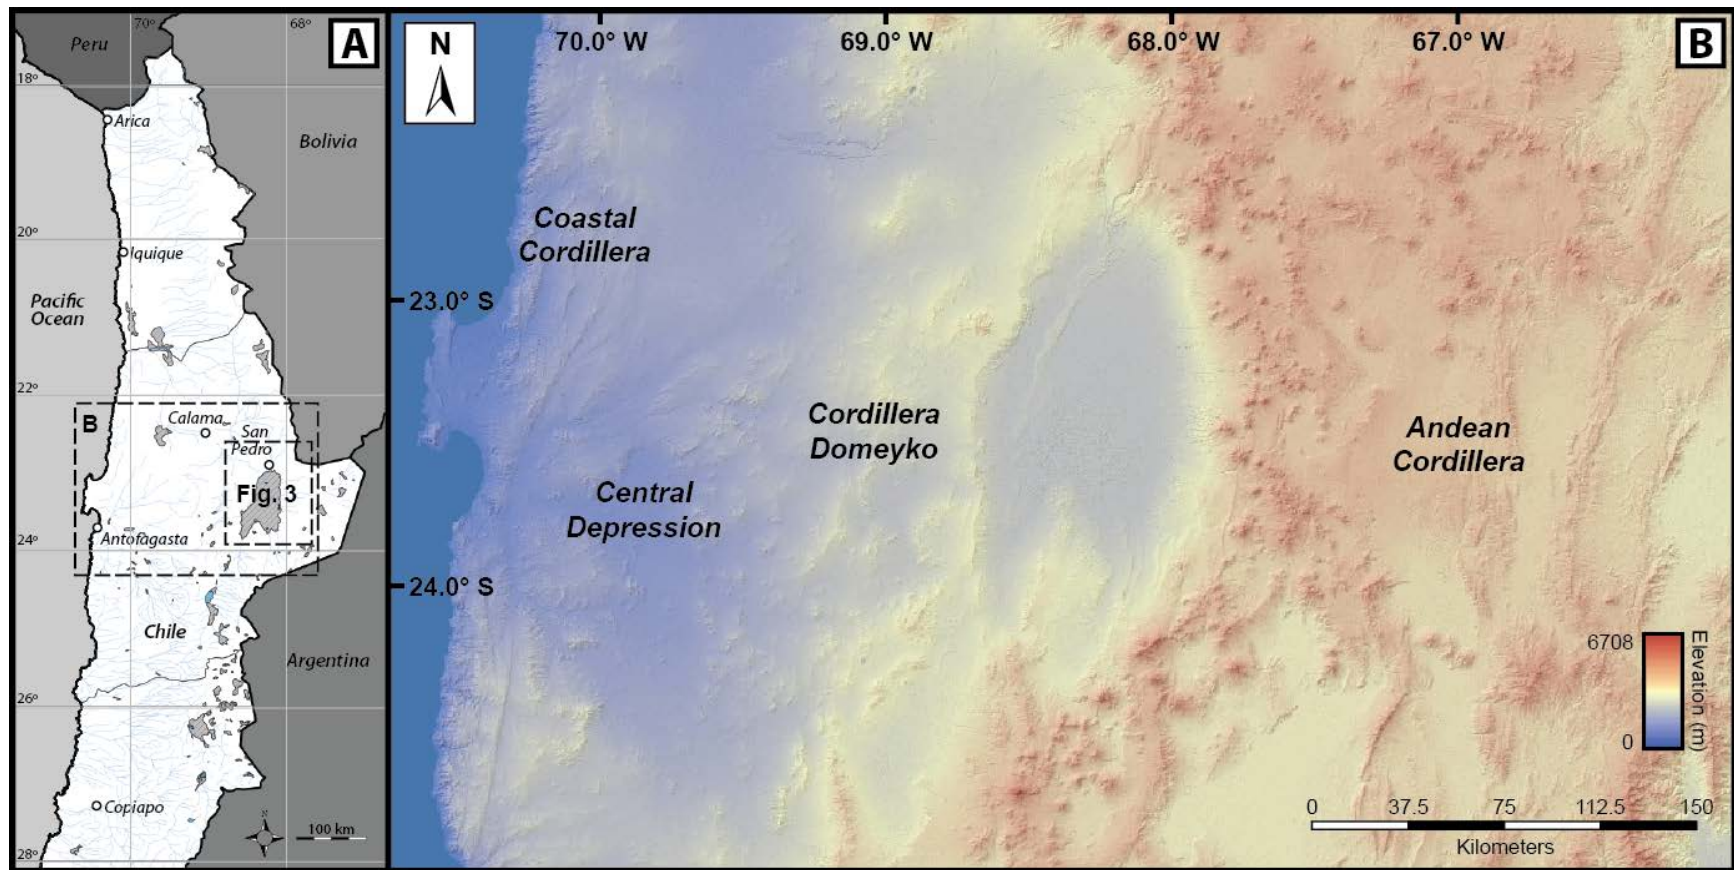 70°
68°
A
Peru
18°
Arica
Bolivia
20°
Iquique
Pacific
Ocean
22°
B
Calama
San
Pedro
Fig. 3
Antofagasta
24°
Chile
Argentina
26°
Copiapo
N
100 km
28°
N
70.0° W
69.0° W
68.0° W
67.0° W
B
Coastal
Cordillera
23.0° S
Cordillera
Domeyko
Andean
Cordillera
Central
Depression
24.0° S
6708
0
Elevation (m)
0
37.5
75
112.5
150
Kilometers